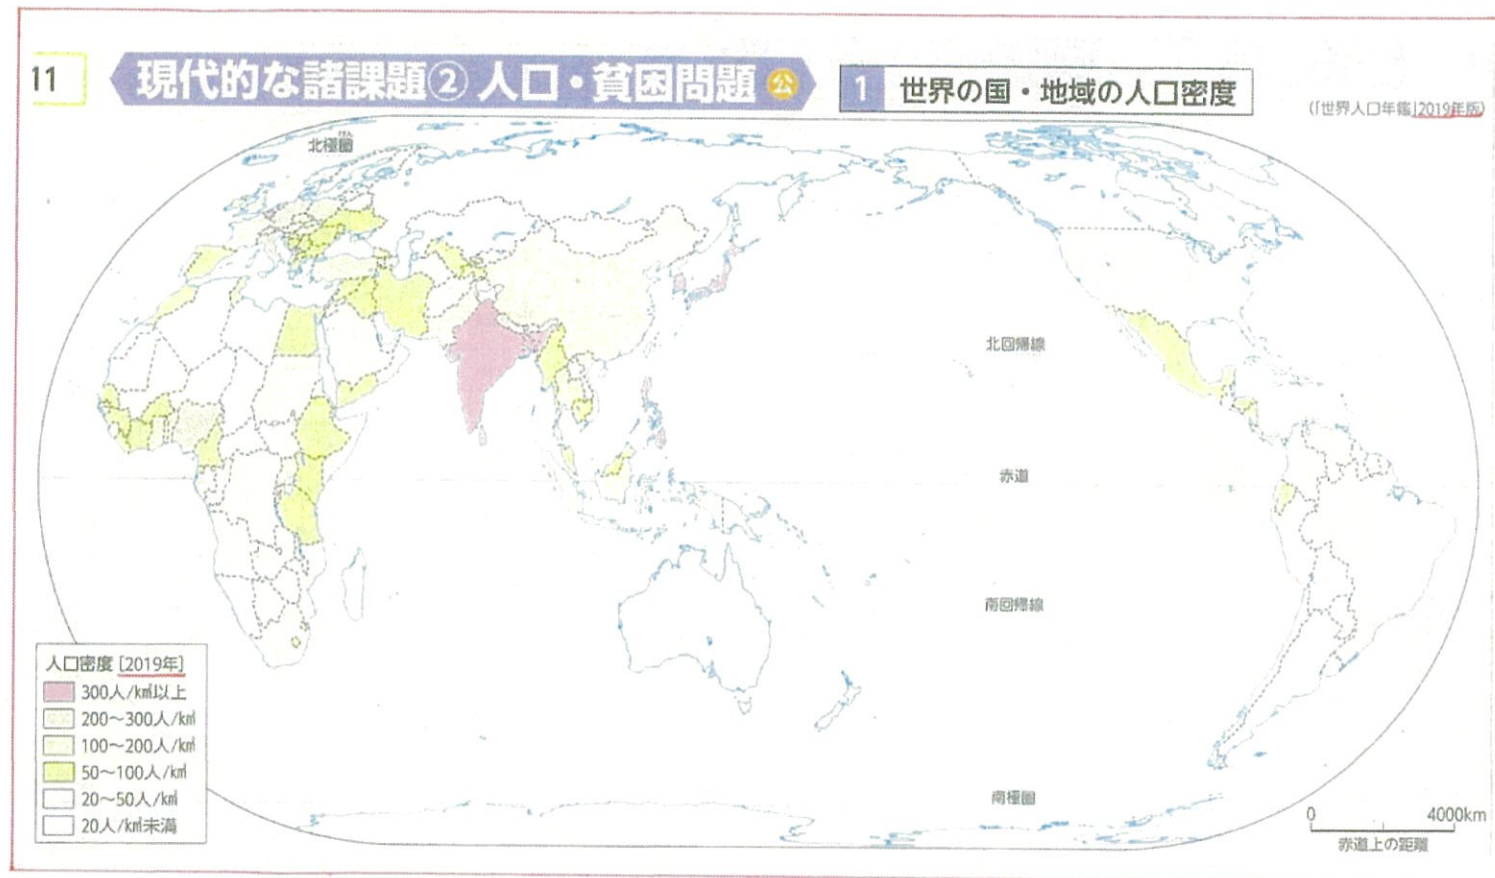 11
現代的な諸課題② 人口・貧困問題 公
1 世界の国・地域の人口密度
(「世界人口年鑑」2019年版)
けん
北極圏
北回帰線
赤道
南回帰線
南極圏
人口密度 [2019年]
300人/km²以上
200〜300人/km²
100〜200人/km²
50〜100人/km²
20〜50人/km²
20人/km²未満
0 4000km
赤道上の距離